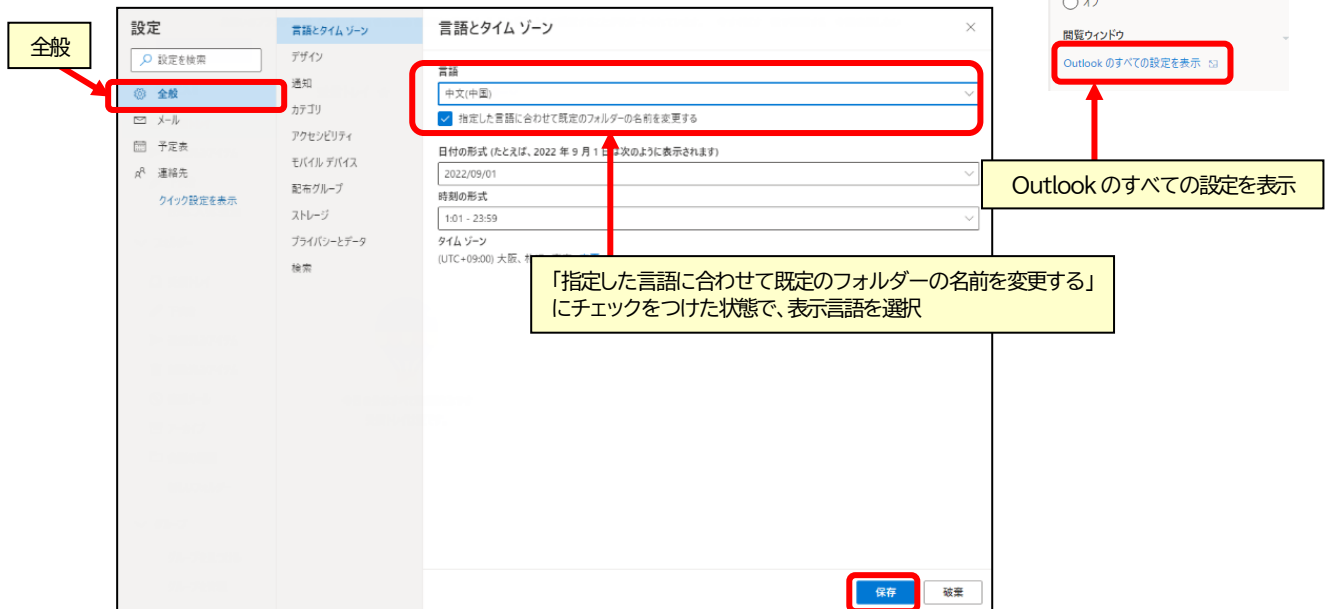 オフ
閲覧ウィンドウ
Outlook のすべての設定を表示
Outlook のすべての設定を表示
全般
設定
設定を検索
全般
メール
予定表
連絡先
クイック設定を表示
言語とタイム ゾーン
デザイン
通知
カテゴリ
アクセシビリティ
モバイル デバイス
配布グループ
ストレージ
プライバシーとデータ
検索
言語とタイム ゾーン
言語
中文(中国)
指定した言語に合わせて既定のフォルダーの名前を変更する
日付の形式 (たとえば、2022 年 9 月 1 日は次のように表示されます)
2022/09/01
時刻の形式
1:01 - 23:59
タイム ゾーン
(UTC+09:00) 大阪、
「指定した言語に合わせて既定のフォルダーの名前を変更する」
にチェックをつけた状態で、表示言語を選択
保存
破棄